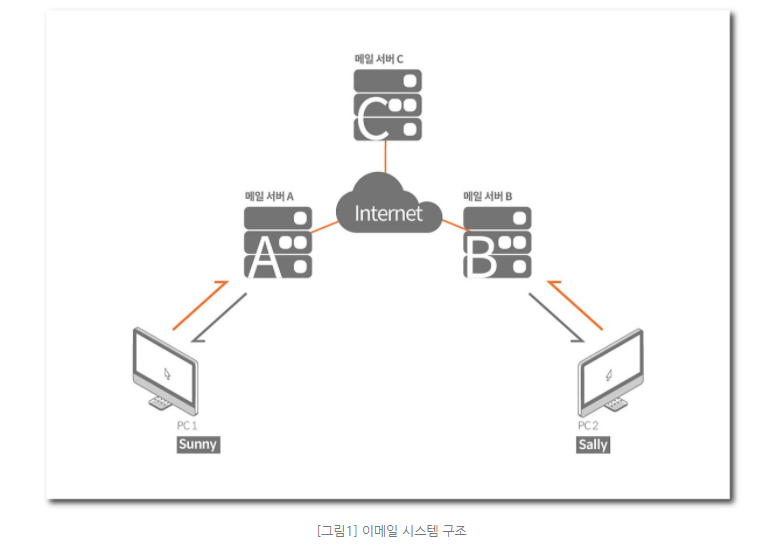 메일 서버 C
C
메일 서버 A
Internet
메일 서버 B
A
B
PC 1
Sunny
PC 2
Sally
[그림1] 이메일 시스템 구조